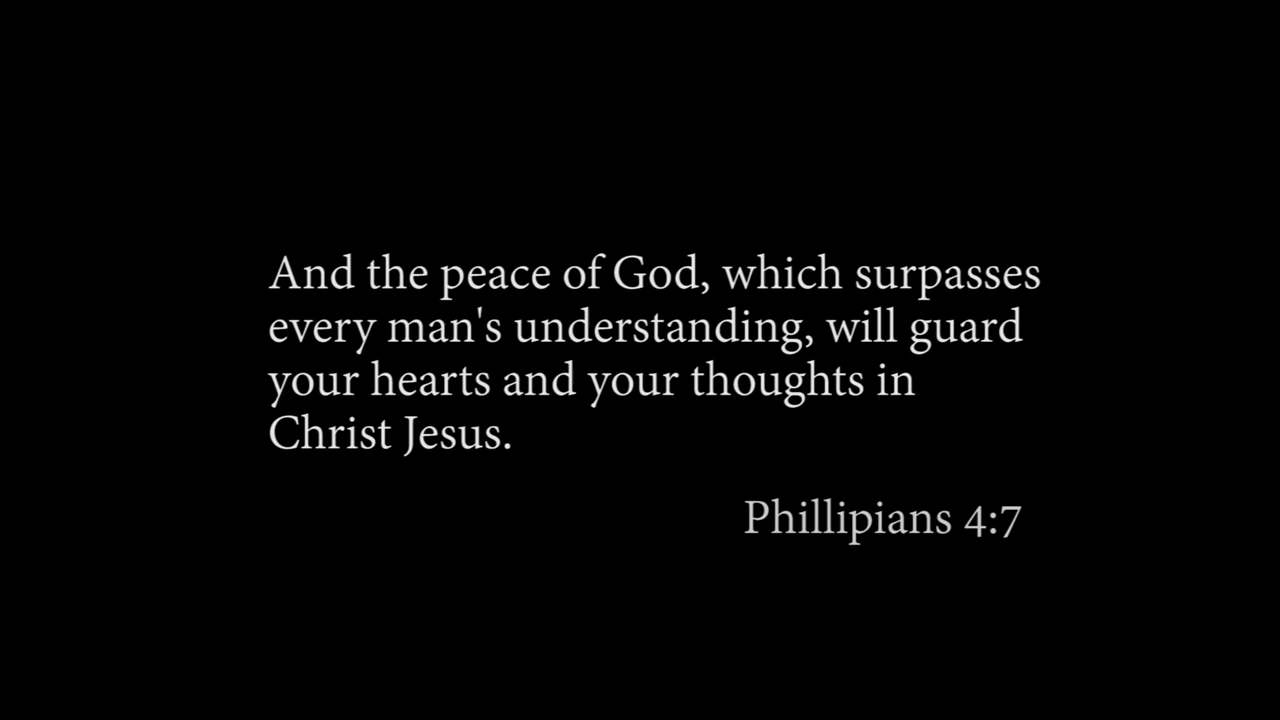 And the peace of God, which surpasses
every man's understanding, will guard
your hearts and your thoughts in
Christ Jesus.
Phillipians 4:7